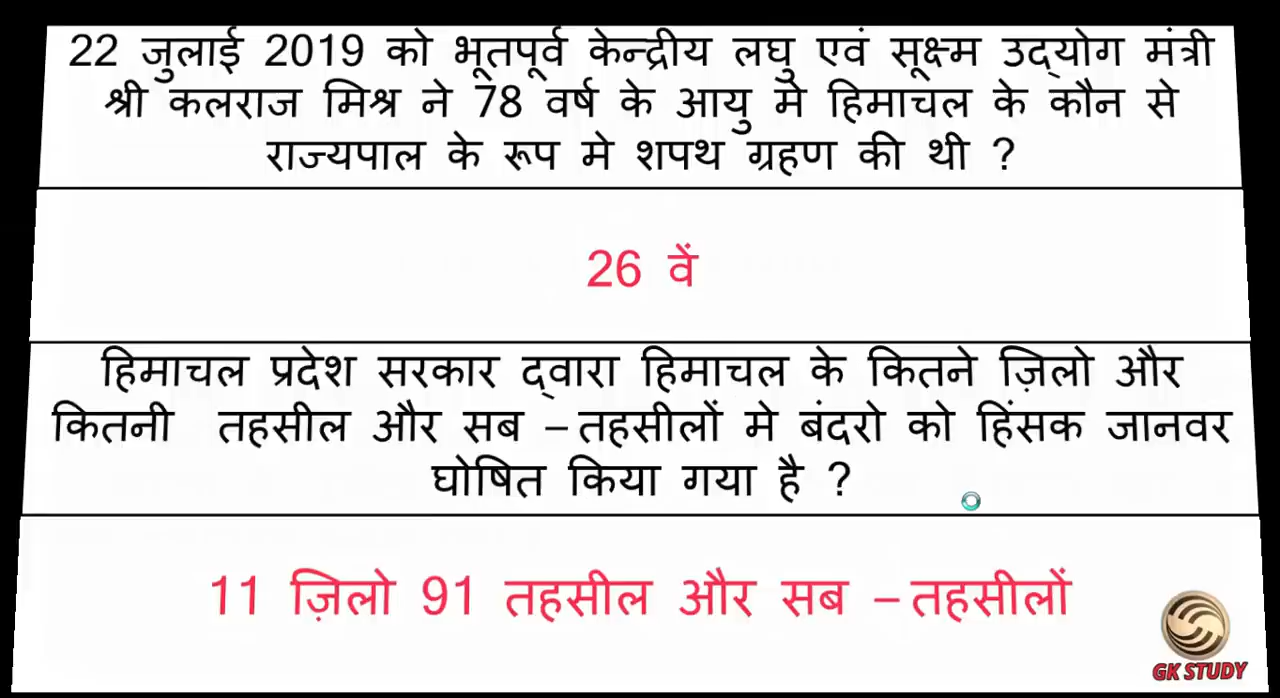 22 जुलाई 2019 को भूतपूर्व केन्द्रीय लघु एवं सूक्ष्म उद्योग मंत्री
श्री कलराज मिश्र ने 78 वर्ष के आयु मे हिमाचल के कौन से
राज्यपाल के रूप मे शपथ ग्रहण की थी ?
26 वें
हिमाचल प्रदेश सरकार द्वारा हिमाचल के कितने ज़िलो और
कितनी तहसील और सब –तहसीलों मे बंदरो को हिंसक जानवर
घोषित किया गया है ?
11 ज़िलो 91 तहसील और सब –तहसीलों
GK STUDY